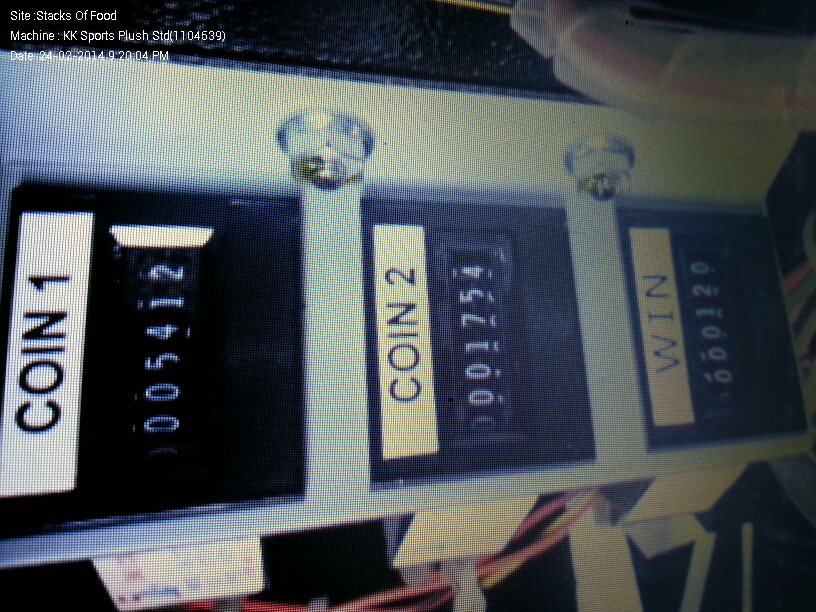 Site :Stacks Of Food
Machine : KK Sports Plush Std(1104539)
Date :24-02-2014 9:20:04 PM
COIN 1
005412
COIN 2
001754
WIN
000120